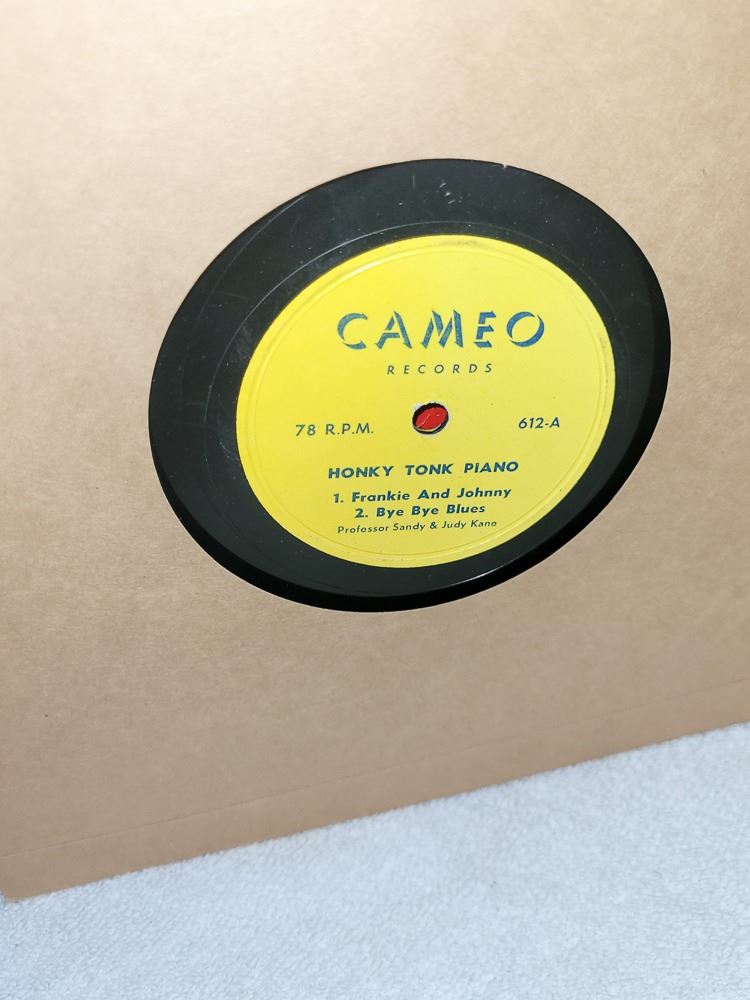 CAMEO
RECORDS
78 R.P.M. 612-A
HONKY TONK PIANO
1. Frankie And Johnny
2. Bye Bye Blues
Professor Sandy & Judy Kane